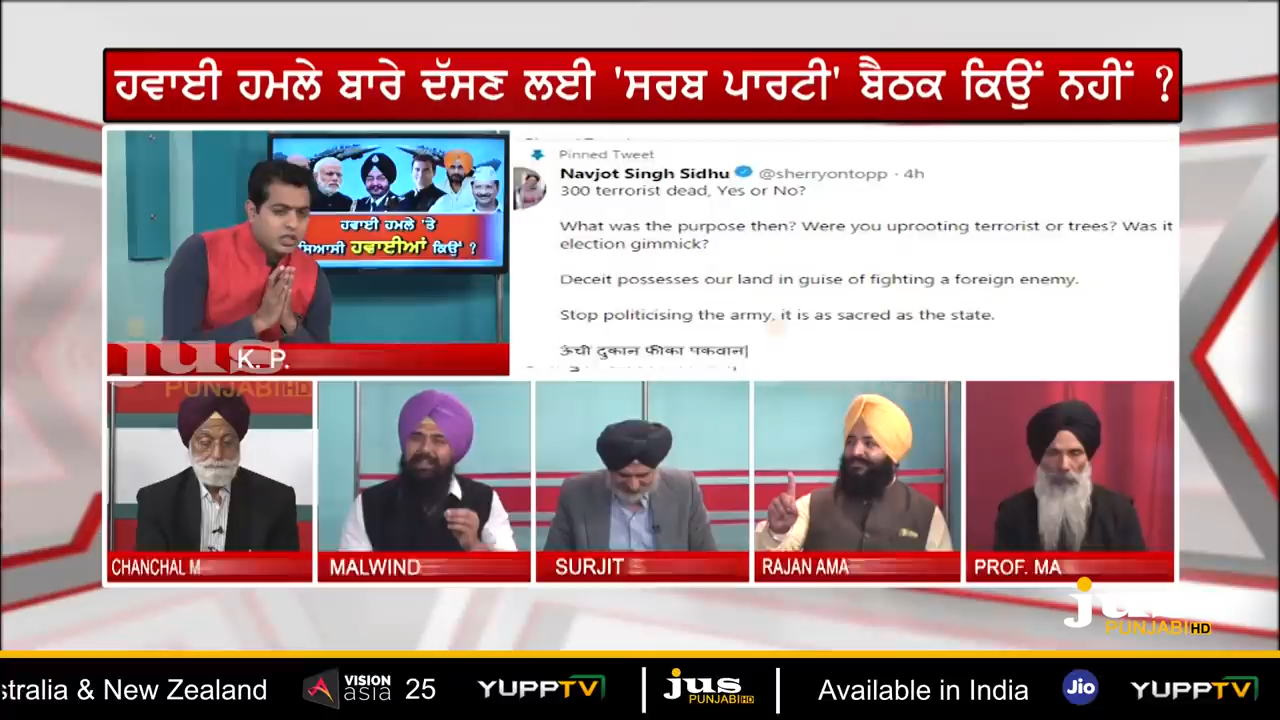 ਹਵਾਈ ਹਮਲੇ ਬਾਰੇ ਦੱਸਣ ਲਈ 'ਸਰਬ ਪਾਰਟੀ' ਬੈਠਕ ਕਿਉਂ ਨਹੀਂ ?
ਹਵਾਈ ਹਮਲੇ 'ਤੇ
ਸਿਆਸੀ ਹਵਾਈਆਂ ਕਿਉਂ ?
jus
K. P.
PUNJABI HD
Pinned Tweet
Navjot Singh Sidhu @sherryontopp · 4h
300 terrorist dead, Yes or No?
What was the purpose then? Were you uprooting terrorist or trees? Was it
election gimmick?
Deceit possesses our land in guise of fighting a foreign enemy.
Stop politicising the army, it is as sacred as the state.
ऊंची दुकान फीका पकवान
CHANCHAL M
MALWIND
SURJIT
RAJAN AMA
PROF. MA
jus
PUNJABI HD
stralia & New Zealand VISION asia 25 YUPPTV jus PUNJABI HD Available in India Jio YUPPTV